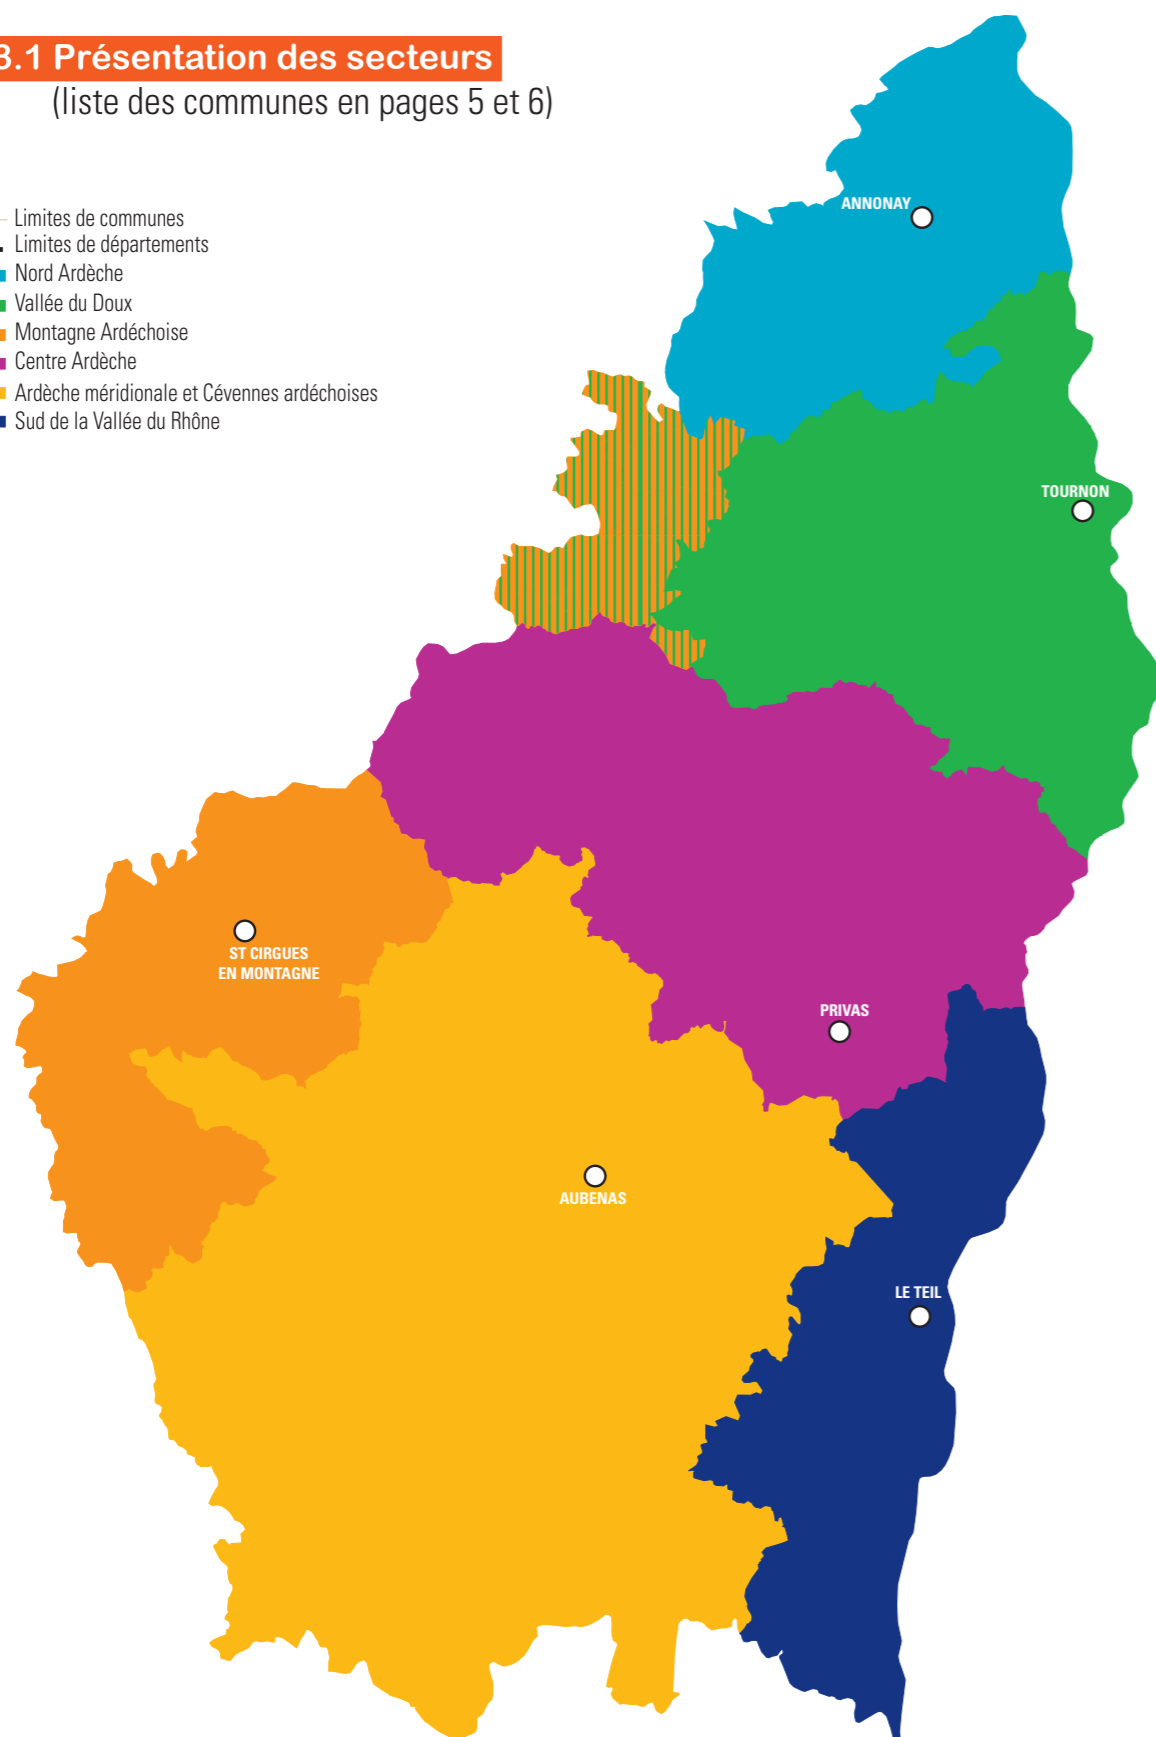 3.1 Présentation des secteurs
(liste des communes en pages 5 et 6)
Limites de communes
Limites de départements
Nord Ardèche
Vallée du Doux
Montagne Ardéchoise
Centre Ardèche
Ardèche méridionale et Cévennes ardéchoises
Sud de la Vallée du Rhône
ANNONAY
TOURNON
ST CIRGUES
EN MONTAGNE
PRIVAS
AUBENAS
LE TEIL